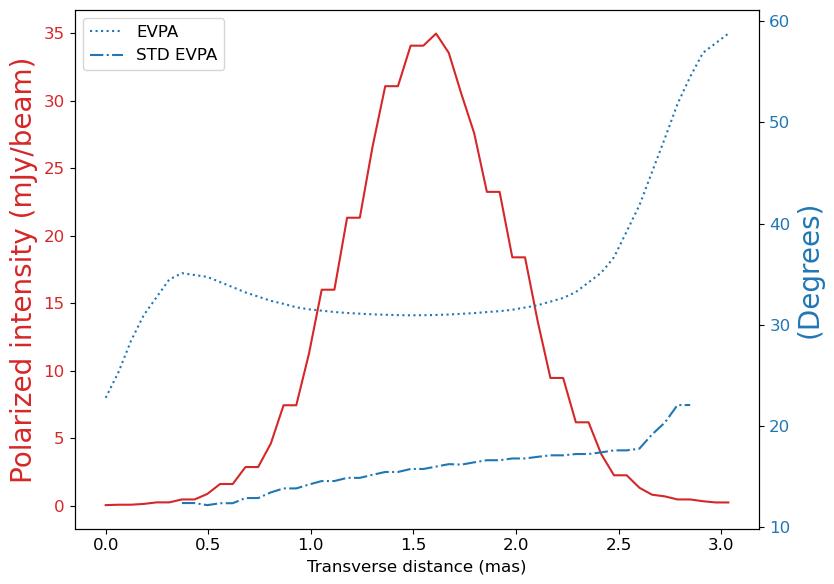 EVPA
STD EVPA
Polarized intensity (mJy/beam)
35
30
25
20
15
10
5
0
60
50
40
30
20
10
(Degrees)
0.0 0.5 1.0 1.5 2.0 2.5 3.0
Transverse distance (mas)